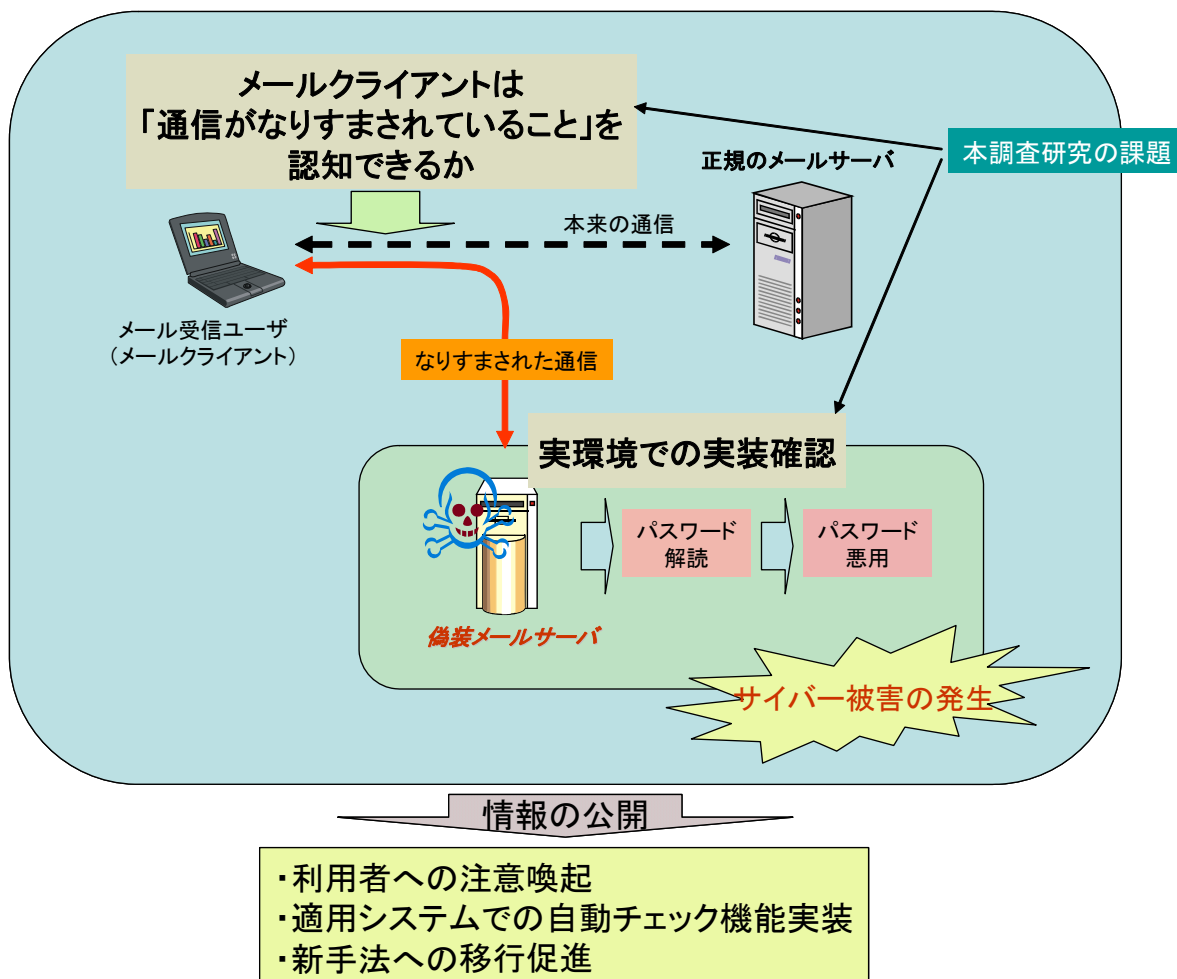 メールクライアントは
「通信がなりすまされていること」を
認知できるか
正規のメールサーバ
本調査研究の課題
本来の通信
メール受信ユーザ
（メールクライアント）
なりすまされた通信
実環境での実装確認
パスワード
解読
パスワード
悪用
偽装メールサーバ
サイバー被害の発生
情報の公開
・利用者への注意喚起
・適用システムでの自動チェック機能実装
・新手法への移行促進